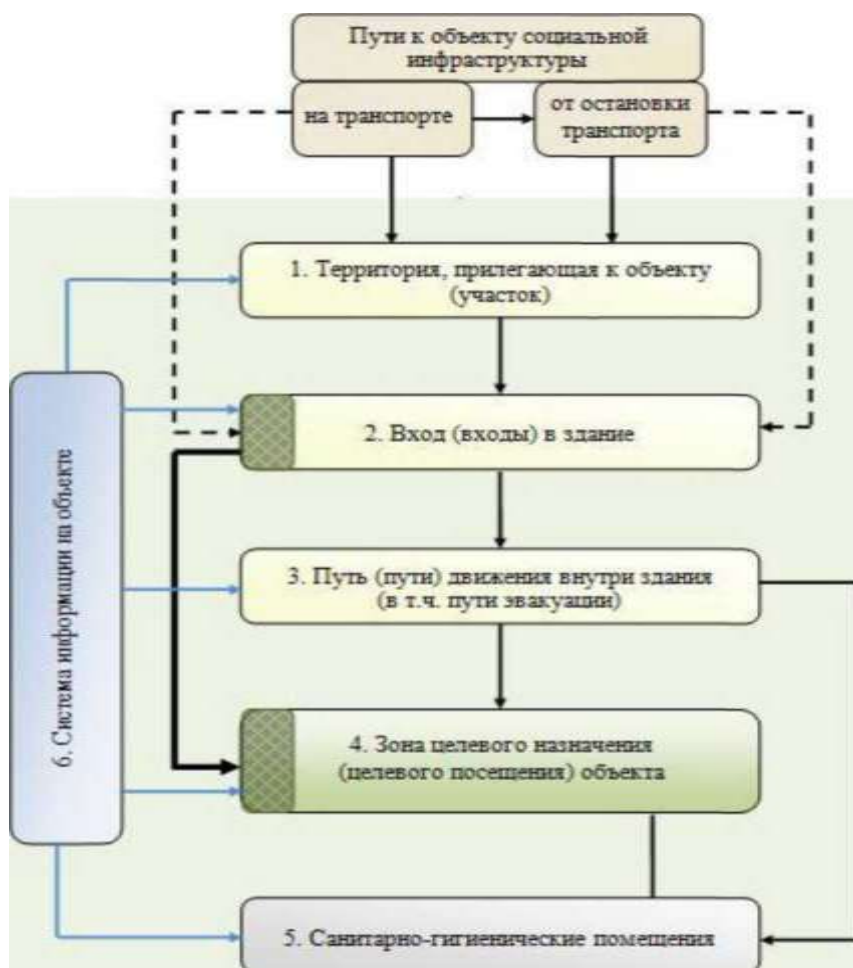 Пути к объекту социальной
инфраструктуры
на транспорте
от остановки
транспорта
1. Территория, прилегающая к объекту
(участок)
2. Вход (входы) в здание
3. Путь (пути) движения внутри здания
(в т.ч. пути эвакуации)
4. Зона целевого назначения
(целевого посещения) объекта
5. Санитарно-гигиенические помещения
6. Система информации на объекте